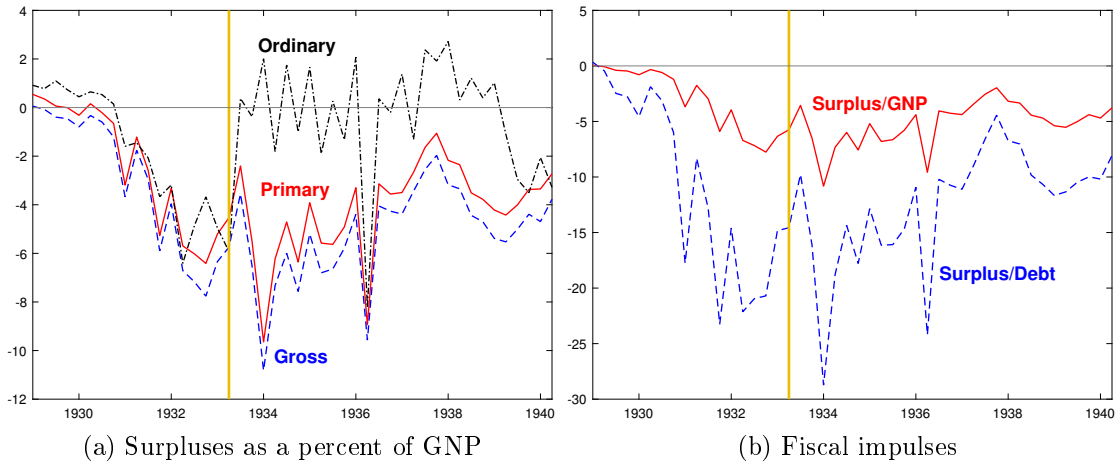 4
2
0
-2
-4
-6
-8
-10
-12
Ordinary
Primary
Gross
1930 1932 1934 1936 1938 1940
(a) Surpluses as a percent of GNP
5
0
-5
-10
-15
-20
-25
-30
Surplus/GNP
Surplus/Debt
1930 1932 1934 1936 1938 1940
(b) Fiscal impulses